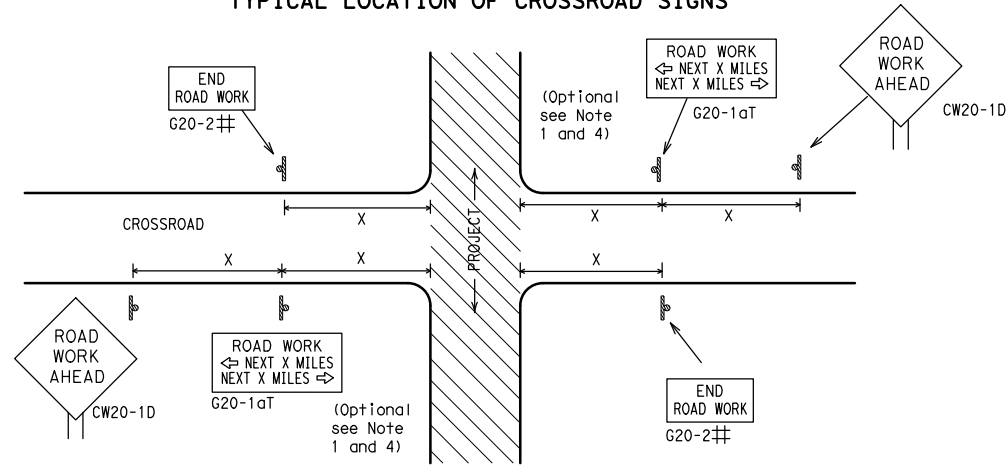 TYPICAL LOCATION OF CROSSROAD SIGNS
END
ROAD WORK
G20-2#
(Optional
see Note
1 and 4)
ROAD WORK
⇦ NEXT X MILES
NEXT X MILES ⇨
G20-1aT
ROAD
WORK
AHEAD
CW20-1D
X
X
X
CROSSROAD
PROJECT
X
X
X
ROAD
WORK
AHEAD
CW20-1D
ROAD WORK
⇦ NEXT X MILES
NEXT X MILES ⇨
G20-1aT
(Optional
see Note
1 and 4)
END
ROAD WORK
G20-2#